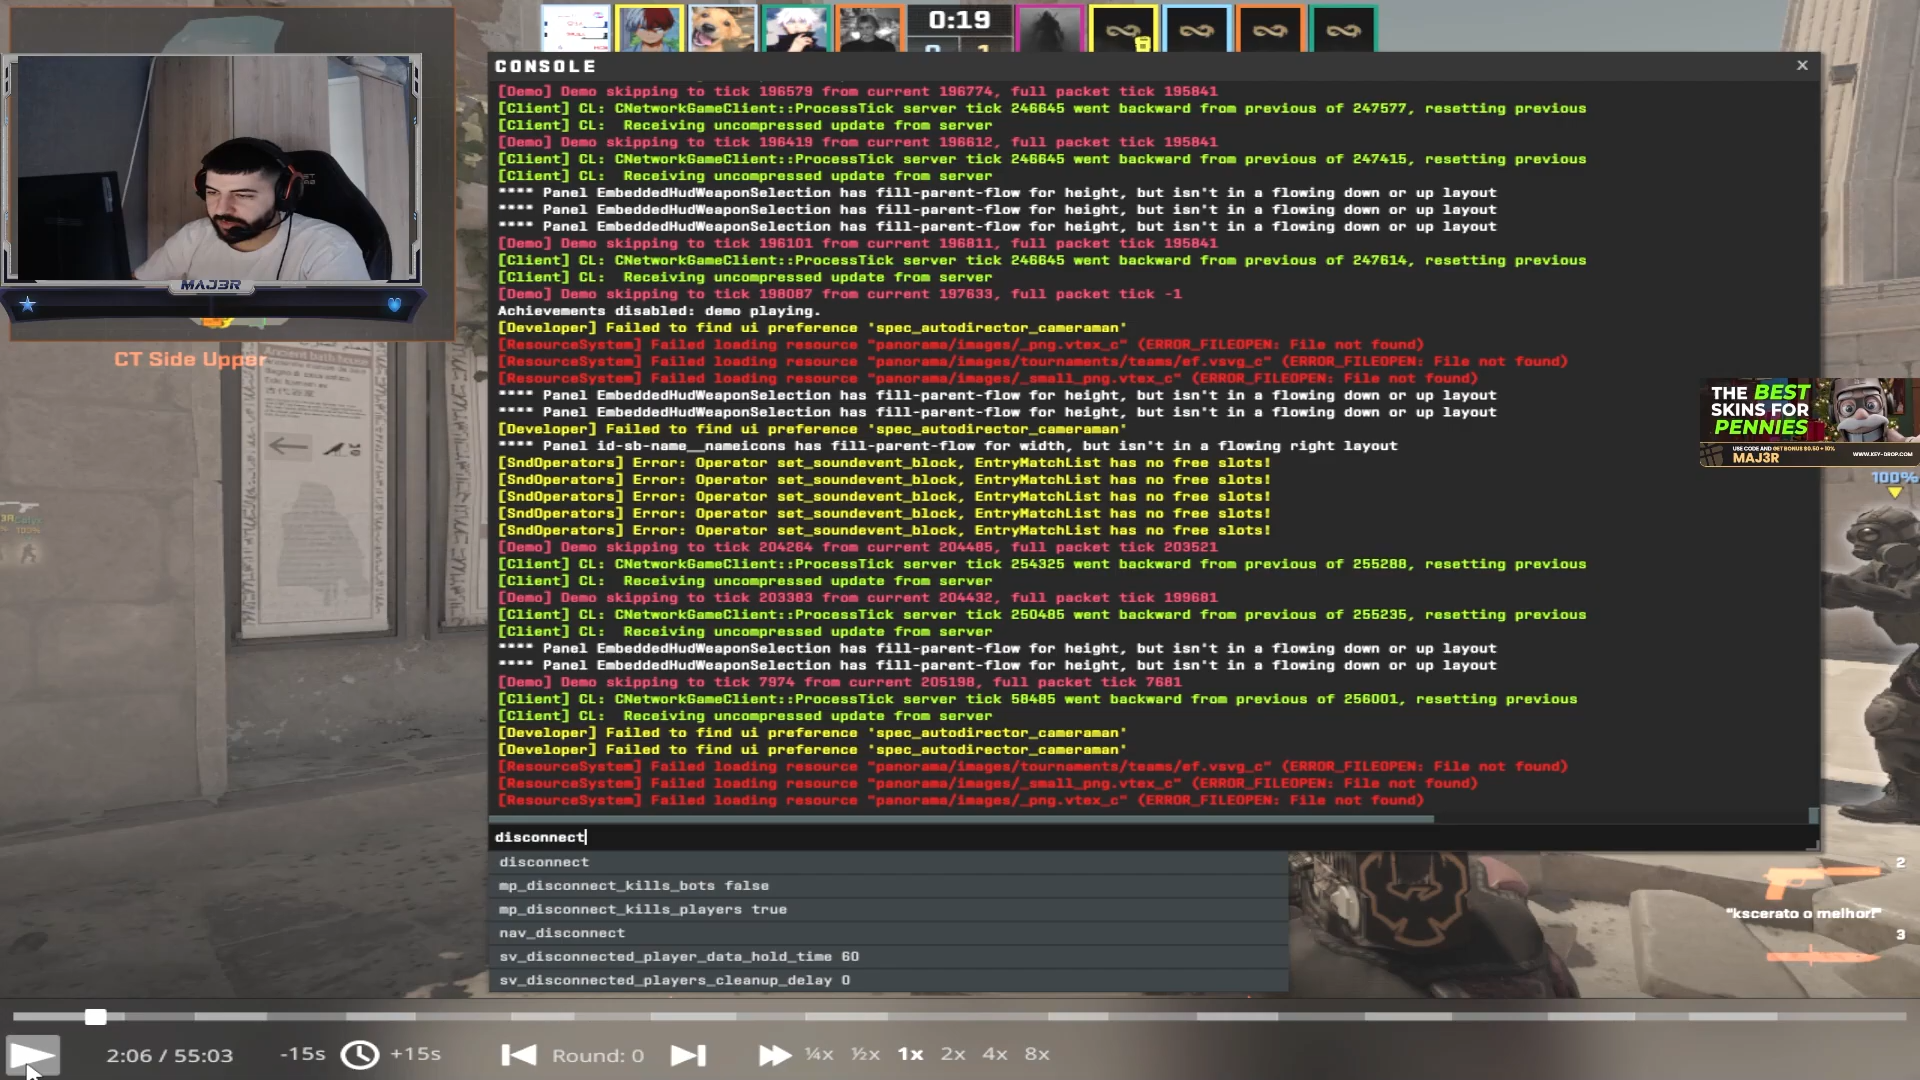 0:19
CONSOLE
[Demo] Demo skipping to tick 196579 from current 196774, full packet tick 195841
[Client] CL: CNetworkGameClient::ProcessTick server tick 246645 went backward from previous of 247577, resetting previous
[Client] CL:  Receiving uncompressed update from server
[Demo] Demo skipping to tick 196419 from current 196612, full packet tick 195841
[Client] CL: CNetworkGameClient::ProcessTick server tick 246645 went backward from previous of 247415, resetting previous
[Client] CL:  Receiving uncompressed update from server
**** Panel EmbeddedHudWeaponSelection has fill-parent-flow for height, but isn't in a flowing down or up layout
**** Panel EmbeddedHudWeaponSelection has fill-parent-flow for height, but isn't in a flowing down or up layout
**** Panel EmbeddedHudWeaponSelection has fill-parent-flow for height, but isn't in a flowing down or up layout
[Demo] Demo skipping to tick 196101 from current 196811, full packet tick 195841
[Client] CL: CNetworkGameClient::ProcessTick server tick 246645 went backward from previous of 247614, resetting previous
[Client] CL:  Receiving uncompressed update from server
[Demo] Demo skipping to tick 198087 from current 197633, full packet tick -1
Achievements disabled: demo playing.
[Developer] Failed to find ui preference 'spec_autodirector_cameraman'
[ResourceSystem] Failed loading resource "panorama/images/_png.vtex_c" (ERROR_FILEOPEN: File not found)
[ResourceSystem] Failed loading resource "panorama/images/tournaments/teams/ef.vsvg_c" (ERROR_FILEOPEN: File not found)
[ResourceSystem] Failed loading resource "panorama/images/_small_png.vtex_c" (ERROR_FILEOPEN: File not found)
**** Panel EmbeddedHudWeaponSelection has fill-parent-flow for height, but isn't in a flowing down or up layout
**** Panel EmbeddedHudWeaponSelection has fill-parent-flow for height, but isn't in a flowing down or up layout
[Developer] Failed to find ui preference 'spec_autodirector_cameraman'
**** Panel id-sb-name__nameicons has fill-parent-flow for width, but isn't in a flowing right layout
[SndOperators] Error: Operator set_soundevent_block, EntryMatchList has no free slots!
[SndOperators] Error: Operator set_soundevent_block, EntryMatchList has no free slots!
[SndOperators] Error: Operator set_soundevent_block, EntryMatchList has no free slots!
[SndOperators] Error: Operator set_soundevent_block, EntryMatchList has no free slots!
[SndOperators] Error: Operator set_soundevent_block, EntryMatchList has no free slots!
[Demo] Demo skipping to tick 204264 from current 204485, full packet tick 203521
[Client] CL: CNetworkGameClient::ProcessTick server tick 254325 went backward from previous of 255288, resetting previous
[Client] CL:  Receiving uncompressed update from server
[Demo] Demo skipping to tick 203383 from current 204432, full packet tick 199681
[Client] CL: CNetworkGameClient::ProcessTick server tick 250485 went backward from previous of 255235, resetting previous
[Client] CL:  Receiving uncompressed update from server
**** Panel EmbeddedHudWeaponSelection has fill-parent-flow for height, but isn't in a flowing down or up layout
**** Panel EmbeddedHudWeaponSelection has fill-parent-flow for height, but isn't in a flowing down or up layout
[Demo] Demo skipping to tick 7974 from current 205198, full packet tick 7681
[Client] CL: CNetworkGameClient::ProcessTick server tick 58485 went backward from previous of 256001, resetting previous
[Client] CL:  Receiving uncompressed update from server
[Developer] Failed to find ui preference 'spec_autodirector_cameraman'
[Developer] Failed to find ui preference 'spec_autodirector_cameraman'
[ResourceSystem] Failed loading resource "panorama/images/tournaments/teams/ef.vsvg_c" (ERROR_FILEOPEN: File not found)
[ResourceSystem] Failed loading resource "panorama/images/_small_png.vtex_c" (ERROR_FILEOPEN: File not found)
[ResourceSystem] Failed loading resource "panorama/images/_png.vtex_c" (ERROR_FILEOPEN: File not found)
disconnect
disconnect
mp_disconnect_kills_bots false
mp_disconnect_kills_players true
nav_disconnect
sv_disconnected_player_data_hold_time 60
sv_disconnected_players_cleanup_delay 0
MAJ3R
CT Side Upper
Ancient bath house
THE BEST
SKINS FOR
PENNIES
USE CODE AND GET BONUS $0.50 + 10%
MAJ3R
WWW.KEY-DROP.COM
100%
2
"kscerato o melhor!"
3
2:06 / 55:03
-15s
+15s
Round: 0
¼x ½x 1x 2x 4x 8x